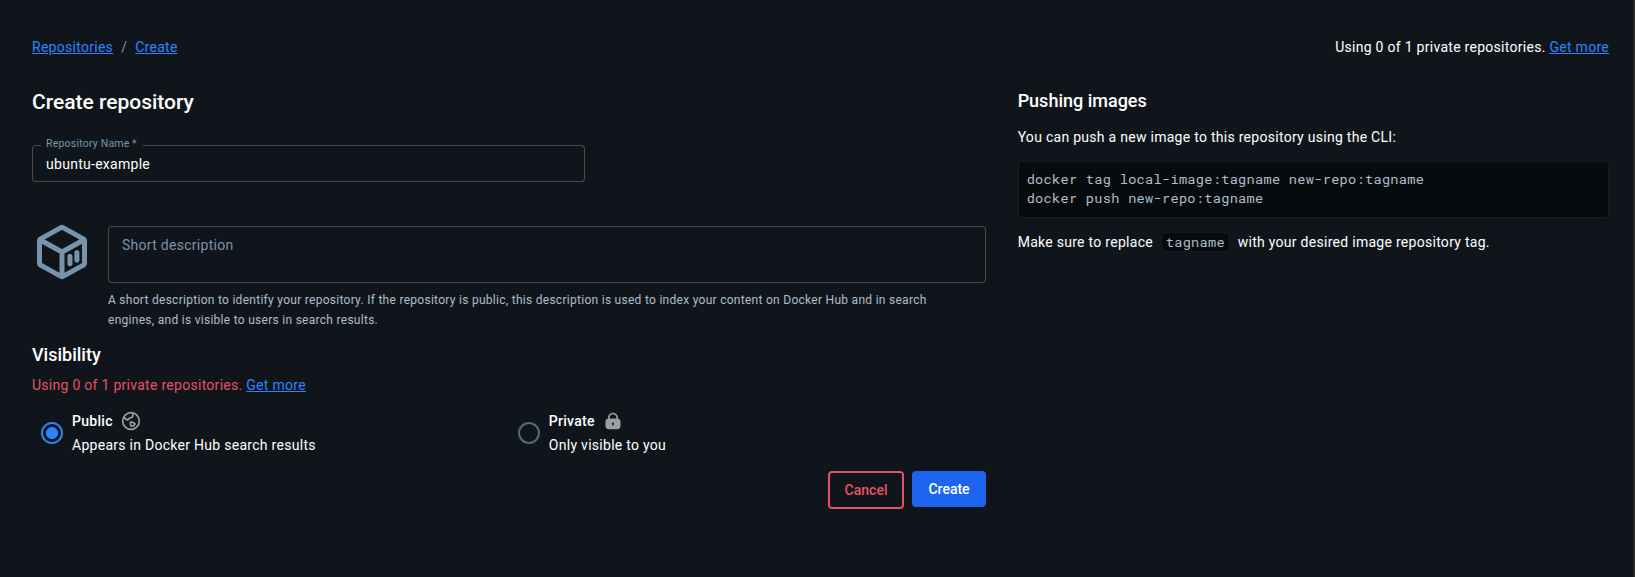 Repositories / Create
Using 0 of 1 private repositories. Get more
Create repository
Repository Name *
ubuntu-example
Short description
A short description to identify your repository. If the repository is public, this description is used to index your content on Docker Hub and in search
engines, and is visible to users in search results.
Visibility
Using 0 of 1 private repositories. Get more
Public
Appears in Docker Hub search results
Private
Only visible to you
Cancel
Create
Pushing images
You can push a new image to this repository using the CLI:
docker tag local-image:tagname new-repo:tagname
docker push new-repo:tagname
Make sure to replace tagname with your desired image repository tag.